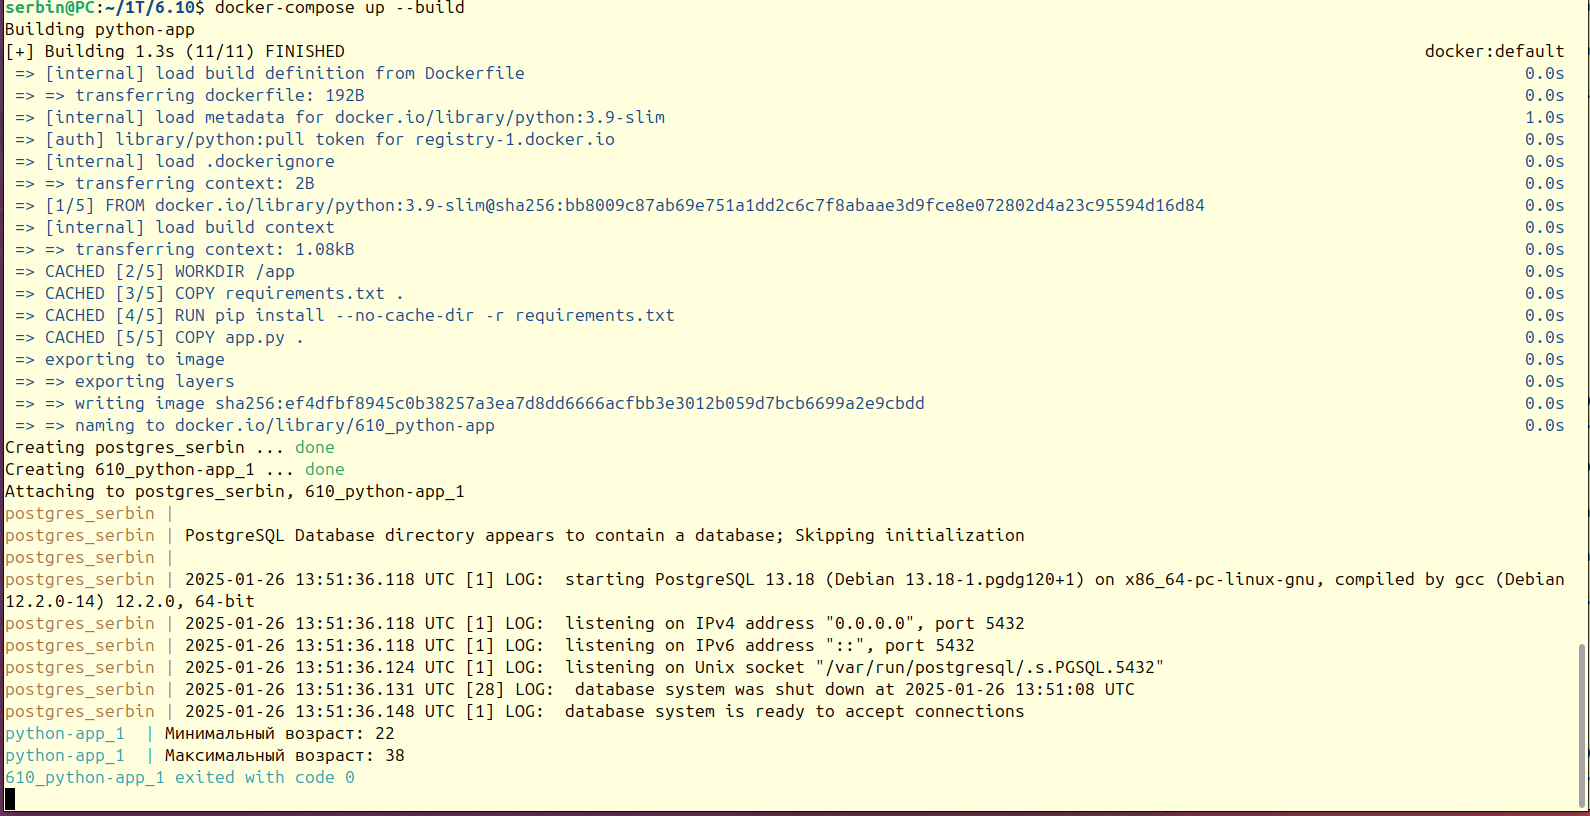 serbin@PC:~/1T/6.10$ docker-compose up --build
Building python-app
[+] Building 1.3s (11/11) FINISHED docker:default
=> [internal] load build definition from Dockerfile 0.0s
=> => transferring dockerfile: 192B 0.0s
=> [internal] load metadata for docker.io/library/python:3.9-slim 1.0s
=> [auth] library/python:pull token for registry-1.docker.io 0.0s
=> [internal] load .dockerignore 0.0s
=> => transferring context: 2B 0.0s
=> [1/5] FROM docker.io/library/python:3.9-slim@sha256:bb8009c87ab69e751a1dd2c6c7f8abaae3d9fce8e072802d4a23c95594d16d84 0.0s
=> [internal] load build context 0.0s
=> => transferring context: 1.08kB 0.0s
=> CACHED [2/5] WORKDIR /app 0.0s
=> CACHED [3/5] COPY requirements.txt . 0.0s
=> CACHED [4/5] RUN pip install --no-cache-dir -r requirements.txt 0.0s
=> CACHED [5/5] COPY app.py . 0.0s
=> exporting to image 0.0s
=> => exporting layers 0.0s
=> => writing image sha256:ef4dfbf8945c0b38257a3ea7d8dd6666acfbb3e3012b059d7bcb6699a2e9cbdd 0.0s
=> => naming to docker.io/library/610_python-app 0.0s
Creating postgres_serbin ... done
Creating 610_python-app_1 ... done
Attaching to postgres_serbin, 610_python-app_1
postgres_serbin |
postgres_serbin | PostgreSQL Database directory appears to contain a database; Skipping initialization
postgres_serbin |
postgres_serbin | 2025-01-26 13:51:36.118 UTC [1] LOG:  starting PostgreSQL 13.18 (Debian 13.18-1.pgdg120+1) on x86_64-pc-linux-gnu, compiled by gcc (Debian
12.2.0-14) 12.2.0, 64-bit
postgres_serbin | 2025-01-26 13:51:36.118 UTC [1] LOG:  listening on IPv4 address "0.0.0.0", port 5432
postgres_serbin | 2025-01-26 13:51:36.118 UTC [1] LOG:  listening on IPv6 address "::", port 5432
postgres_serbin | 2025-01-26 13:51:36.124 UTC [1] LOG:  listening on Unix socket "/var/run/postgresql/.s.PGSQL.5432"
postgres_serbin | 2025-01-26 13:51:36.131 UTC [28] LOG:  database system was shut down at 2025-01-26 13:51:08 UTC
postgres_serbin | 2025-01-26 13:51:36.148 UTC [1] LOG:  database system is ready to accept connections
python-app_1  | Минимальный возраст: 22
python-app_1  | Максимальный возраст: 38
610_python-app_1 exited with code 0